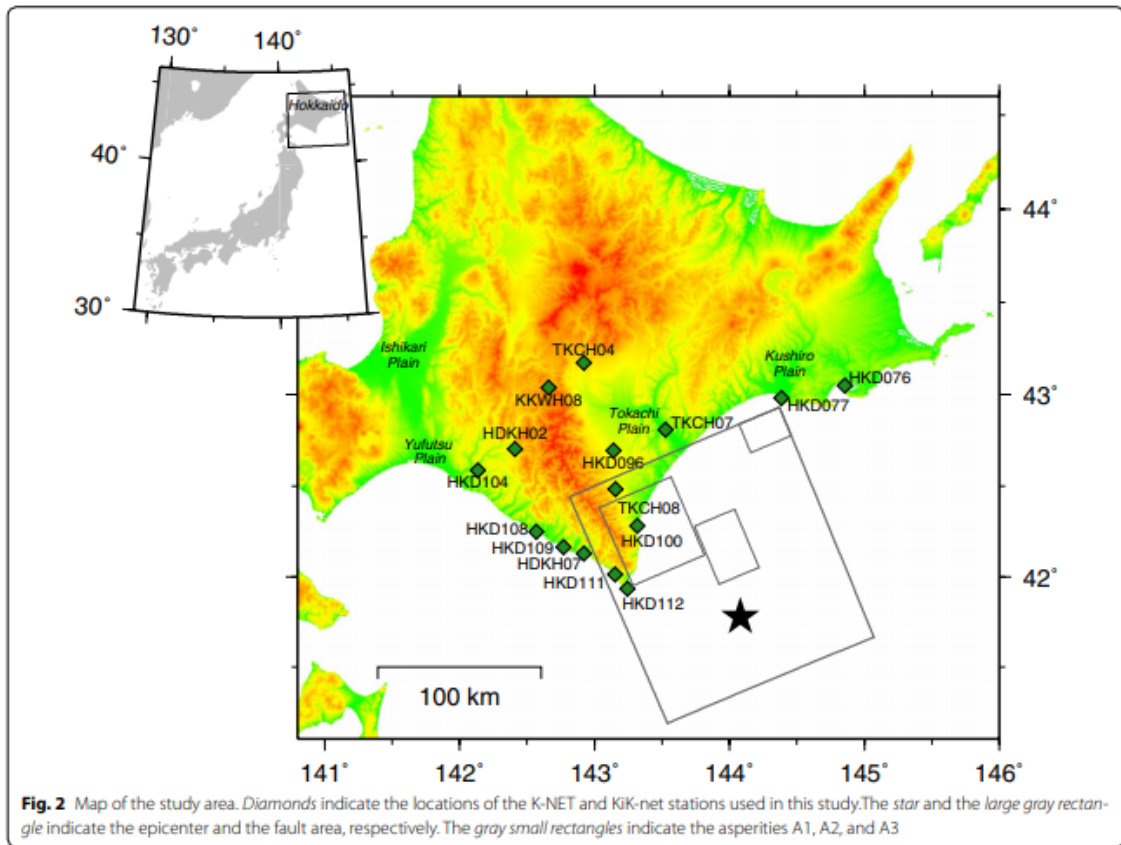 130°
140°
Hokkaido
40°
30°
44°
43°
42°
Ishikari
Plain
TKCH04
KKWH08
Kushiro
Plain
HKD076
HKD077
Tokachi
Plain
TKCH07
HDKH02
HKD096
Yufutsu
Plain
HKD104
TKCH08
HKD108
HKD100
HKD109
HDKH07
HKD111
HKD112
100 km
141°
142°
143°
144°
145°
146°
Fig. 2 Map of the study area. Diamonds indicate the locations of the K-NET and KiK-net stations used in this study.The star and the large gray rectan-
gle indicate the epicenter and the fault area, respectively. The gray small rectangles indicate the asperities A1, A2, and A3